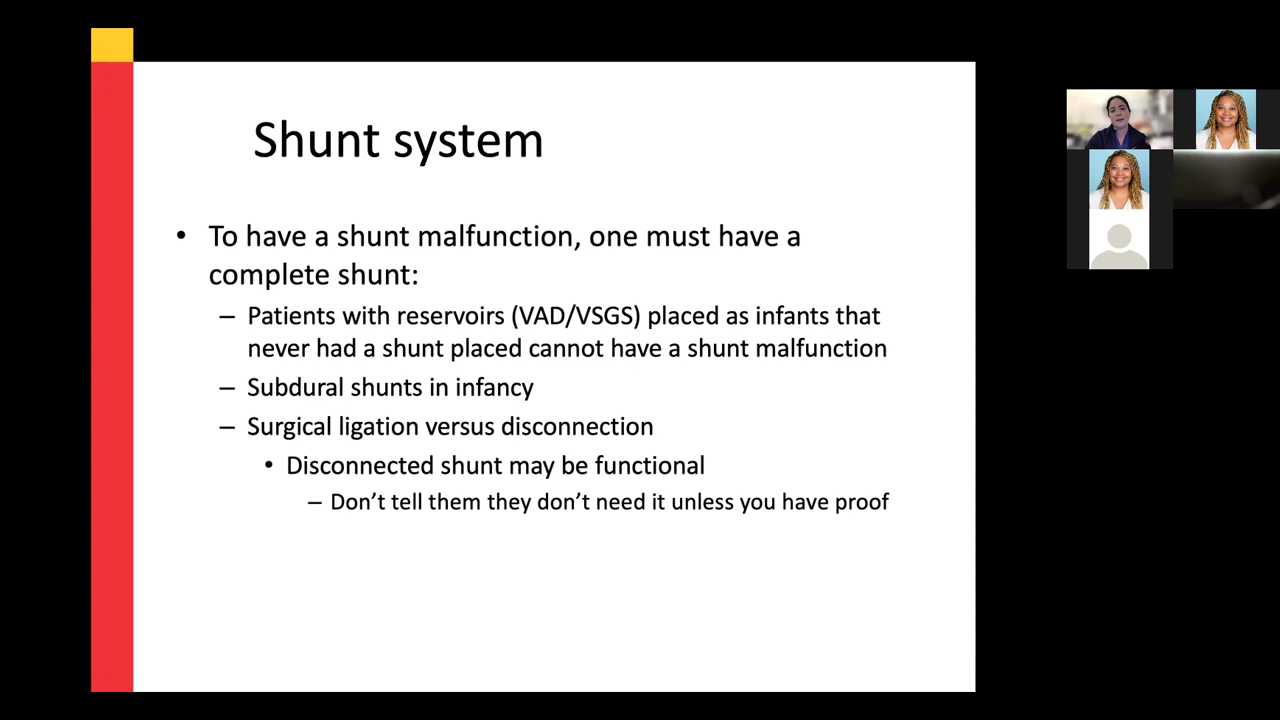 Shunt system
• To have a shunt malfunction, one must have a
complete shunt:
– Patients with reservoirs (VAD/VSGS) placed as infants that
never had a shunt placed cannot have a shunt malfunction
– Subdural shunts in infancy
– Surgical ligation versus disconnection
• Disconnected shunt may be functional
– Don’t tell them they don’t need it unless you have proof